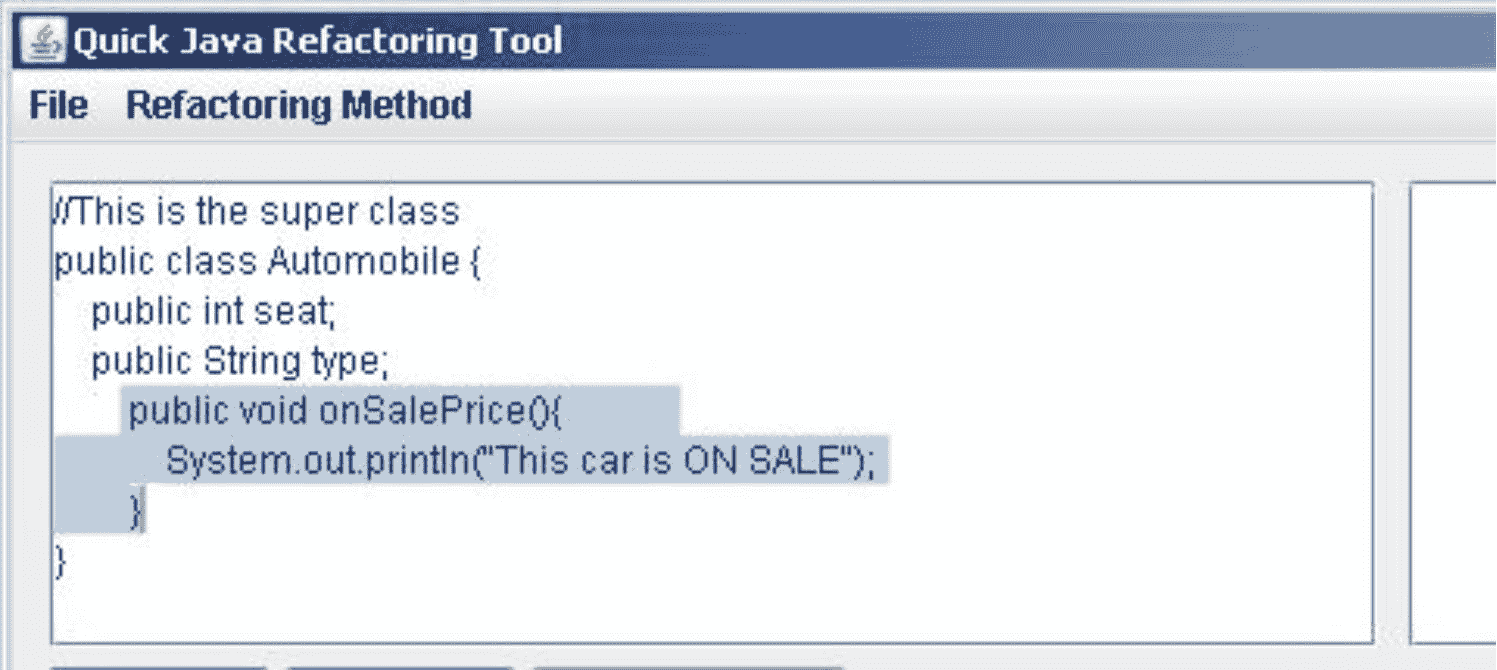 Quick Java Refactoring Tool
File Refactoring Method
//This is the super class
public class Automobile {
public int seat;
public String type;
public void onSalePrice(){
System.out.println("This car is ON SALE");
}
}